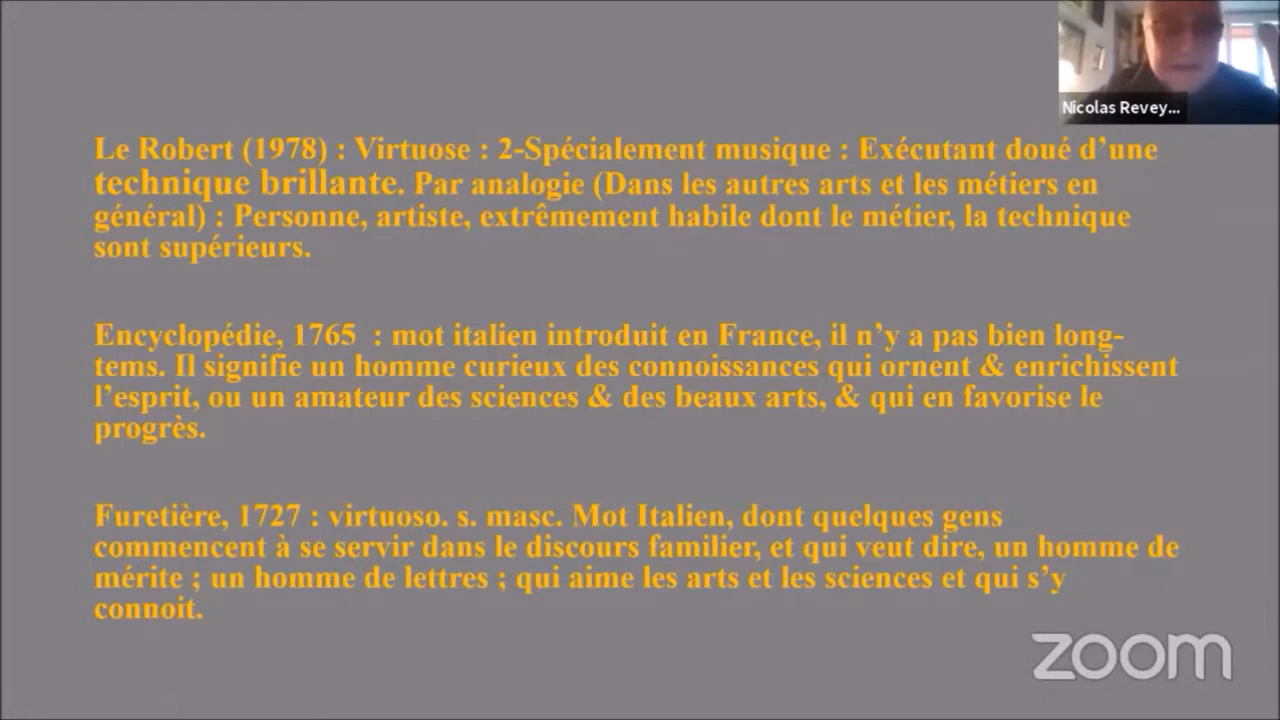 Nicolas Revey...
Le Robert (1978) : Virtuose : 2-Spécialement musique : Exécutant doué d’une
technique brillante. Par analogie (Dans les autres arts et les métiers en
général) : Personne, artiste, extrêmement habile dont le métier, la technique
sont supérieurs.
Encyclopédie, 1765  : mot italien introduit en France, il n’y a pas bien long-
tems. Il signifie un homme curieux des connoissances qui ornent & enrichissent
l’esprit, ou un amateur des sciences & des beaux arts, & qui en favorise le
progrès.
Furetière, 1727 : virtuoso. s. masc. Mot Italien, dont quelques gens
commencent à se servir dans le discours familier, et qui veut dire, un homme de
mérite ; un homme de lettres ; qui aime les arts et les sciences et qui s’y
connoit.
zoom